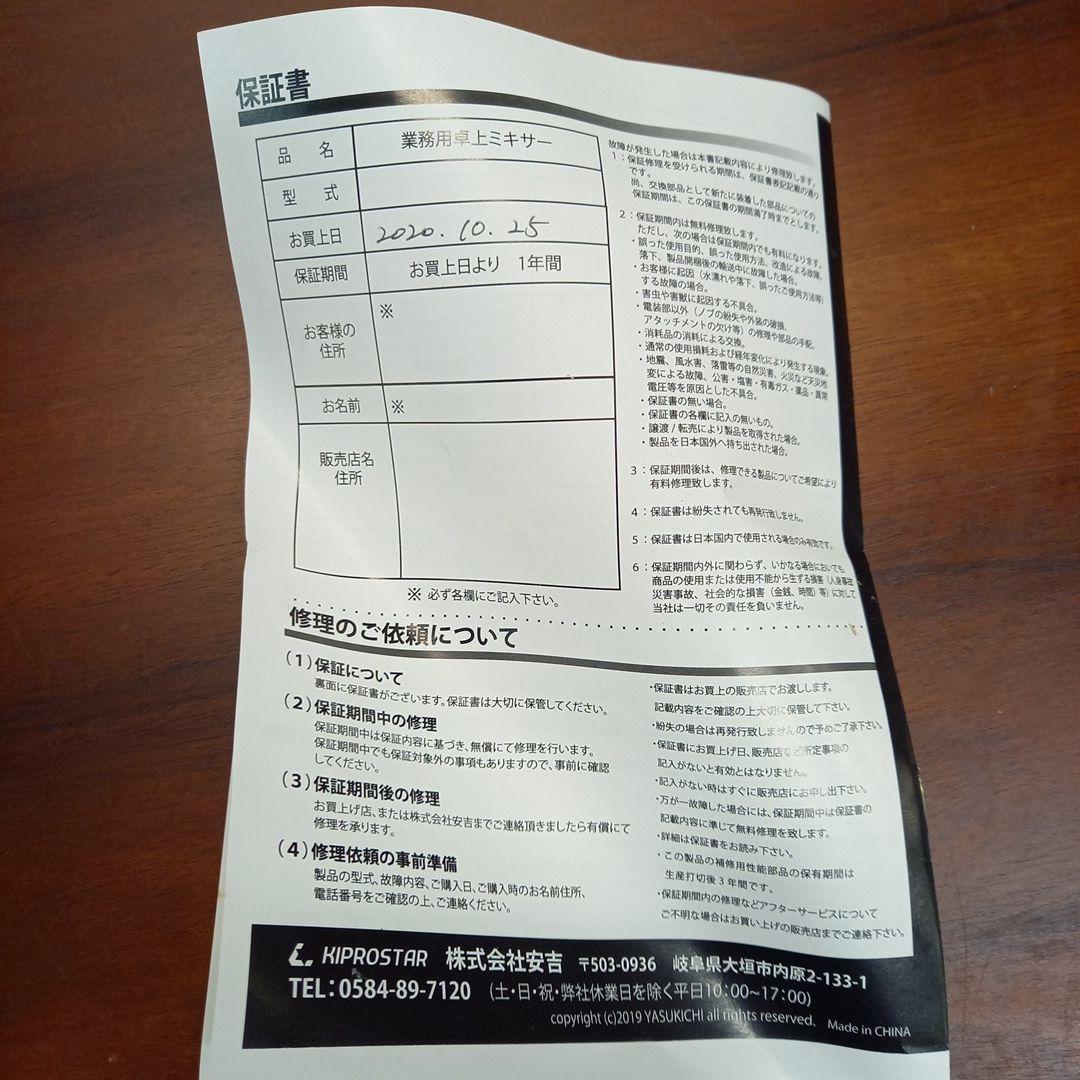 保証書
品 名
業務用卓上ミキサー
型 式
お買上日
2020.10.25
保証期間
お買上日より 1年間
お客様の
住所
※
お名前
※
販売店名
住所
※ 必ず各欄にご記入下さい。
故障が発生した場合は本書記載内容により修理致します。
1：保証修理を受けられる期間は、保証書表記記載の通り
です。
尚、交換部品として新たに装着した部品についての
保証期間は、この保証書の期間満了時までとします。
2：保証期間内は無料修理致します。
ただし、次の場合は保証期間内でも有料になります。
・誤った使用目的、誤った使用方法、改造による故障。
落下、製品開梱後の輸送中に故障した場合。
・お客様に起因（水濡れや落下、誤ったご使用方法等）
する故障の場合。
・害虫や害獣に起因する不具合。
・電装部以外（ノブの紛失や外装の破損、
アタッチメントの欠け等）の修理や部品の手配。
・消耗品の消耗による交換。
・通常の使用損耗および経年変化により発生する現象。
・地震、風水害、落雷等の自然災害、火災など天災地
変による故障、公害・塩害・有毒ガス・薬品・異常
電圧等を原因とした不具合。
・保証書の無い場合。
・保証書の各欄に記入の無いもの。
・譲渡 / 転売により製品を取得された場合。
・製品を日本国外へ持ち出された場合。
3：保証期間後は、修理できる製品についてご希望により
有料修理致します。
4：保証書は紛失されても再発行致しません。
5：保証書は日本国内で使用される場合のみ有効です。
6：保証期間内外に関わらず、いかなる場合においても
商品の使用または使用不能から生ずる損害（人身事故
災害事故、社会的な損害（金銭、時間）等）に対して
当社は一切その責任を負いません。
修理のご依頼について
（1）保証について
裏面に保証書がございます。保証書は大切に保管してください。
（2）保証期間中の修理
保証期間中は保証内容に基づき、無償にて修理を行います。
保証期間中でも保証対象外の事項もありますので、事前に確認
してください。
（3）保証期間後の修理
お買上げ店、または株式会社安吉までご連絡頂きましたら有償にて
修理を承ります。
（4）修理依頼の事前準備
製品の型式、故障内容、ご購入日、ご購入時のお名前住所、
電話番号をご確認の上、ご連絡ください。
・保証書はお買上の販売店でお渡しします。
記載内容をご確認の上大切に保管して下さい。
・紛失の場合は再発行致しませんので予めご了承下さい。
・保証書にお買上げ日、販売店など所定事項の
記入がないと有効とはなりません。
・記入がない時はすぐに販売店にお申し出下さい。
・万が一故障した場合には、保証期間中は保証書の
記載内容に準じて無料修理を致します。
・詳細は保証書をお読み下さい。
・この製品の補修用性能部品の保有期間は
生産打切後3年間です。
・保証期間内の修理などアフターサービスについて
ご不明な場合はお買い上げの販売店までご連絡下さい。
KIPROSTAR 株式会社安吉 〒503-0936 岐阜県大垣市内原2-133-1
TEL：0584-89-7120 （土・日・祝・弊社休業日を除く平日10：00~17：00）
copyright (c)2019 YASUKICHI all rights reserved. Made in CHINA